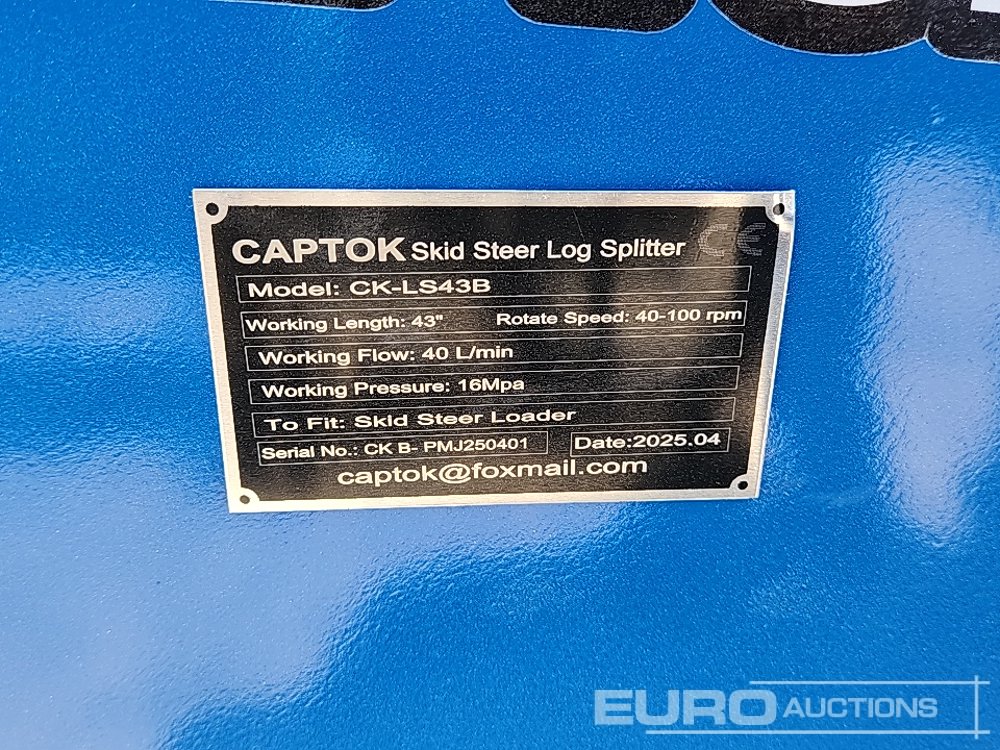 CAPTOK Skid Steer Log Splitter CE
Model: CK-LS43B
Working Length: 43" Rotate Speed: 40-100 rpm
Working Flow: 40 L/min
Working Pressure: 16Mpa
To Fit: Skid Steer Loader
Serial No.: CK B- PMJ250401 Date:2025.04
captok@foxmail.com
EURO AUCTIONS